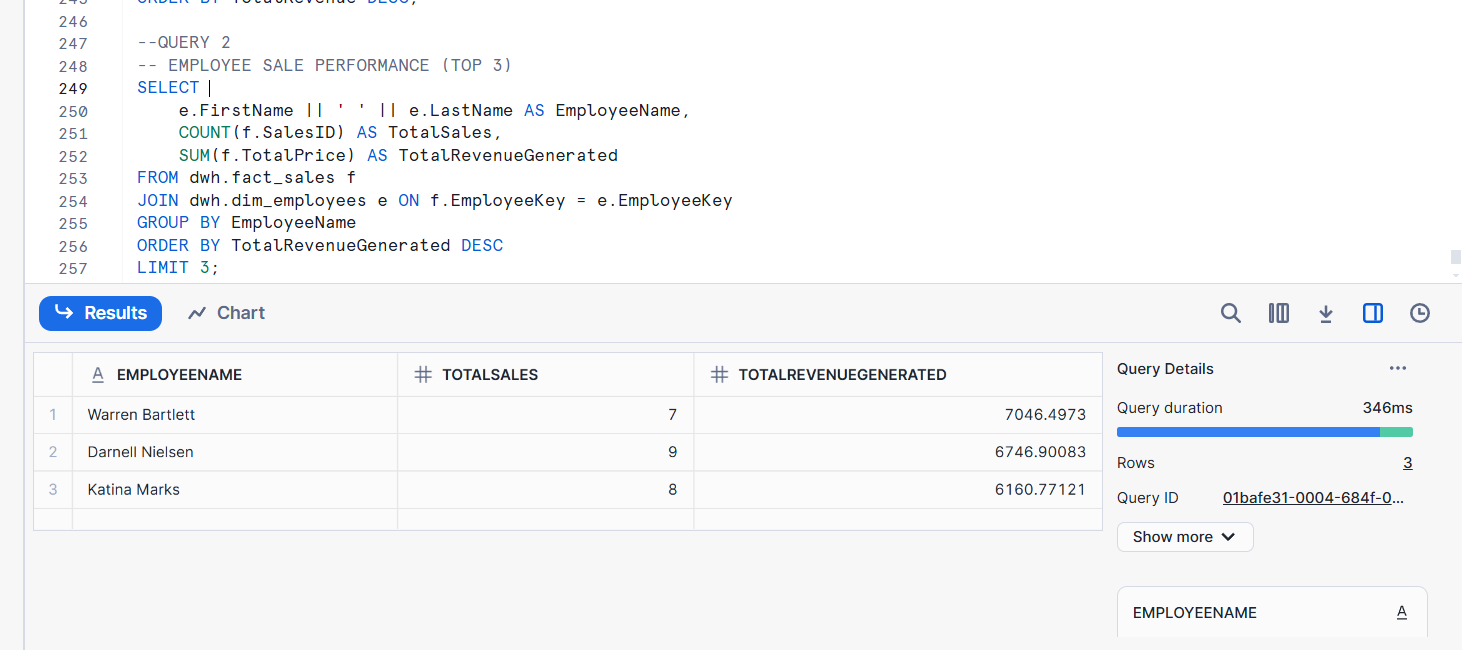 245 ORDER BY TotalRevenue DESC;
246
247 --QUERY 2
248 -- EMPLOYEE SALE PERFORMANCE (TOP 3)
249 SELECT
250 e.FirstName || ' ' || e.LastName AS EmployeeName,
251 COUNT(f.SalesID) AS TotalSales,
252 SUM(f.TotalPrice) AS TotalRevenueGenerated
253 FROM dwh.fact_sales f
254 JOIN dwh.dim_employees e ON f.EmployeeKey = e.EmployeeKey
255 GROUP BY EmployeeName
256 ORDER BY TotalRevenueGenerated DESC
257 LIMIT 3;
Results Chart
A EMPLOYEENAME # TOTALSALES # TOTALREVENUEGENERATED
1 Warren Bartlett 7 7046.4973
2 Darnell Nielsen 9 6746.90083
3 Katina Marks 8 6160.77121
Query Details ...
Query duration 346ms
Rows 3
Query ID 01bafe31-0004-684f-0...
Show more
EMPLOYEENAME A